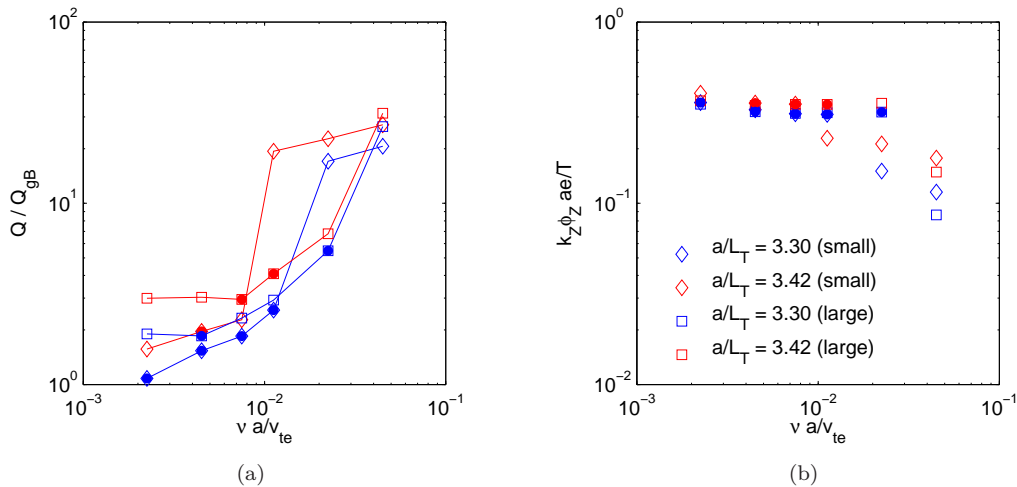 10^2
10^1
10^0
Q / Q_gB
10^-3
10^-2
10^-1
ν a/v_te
(a)
10^0
10^-1
10^-2
k_Z ϕ_Z ae/T
a/L_T = 3.30 (small)
a/L_T = 3.42 (small)
a/L_T = 3.30 (large)
a/L_T = 3.42 (large)
10^-3
10^-2
10^-1
ν a/v_te
(b)